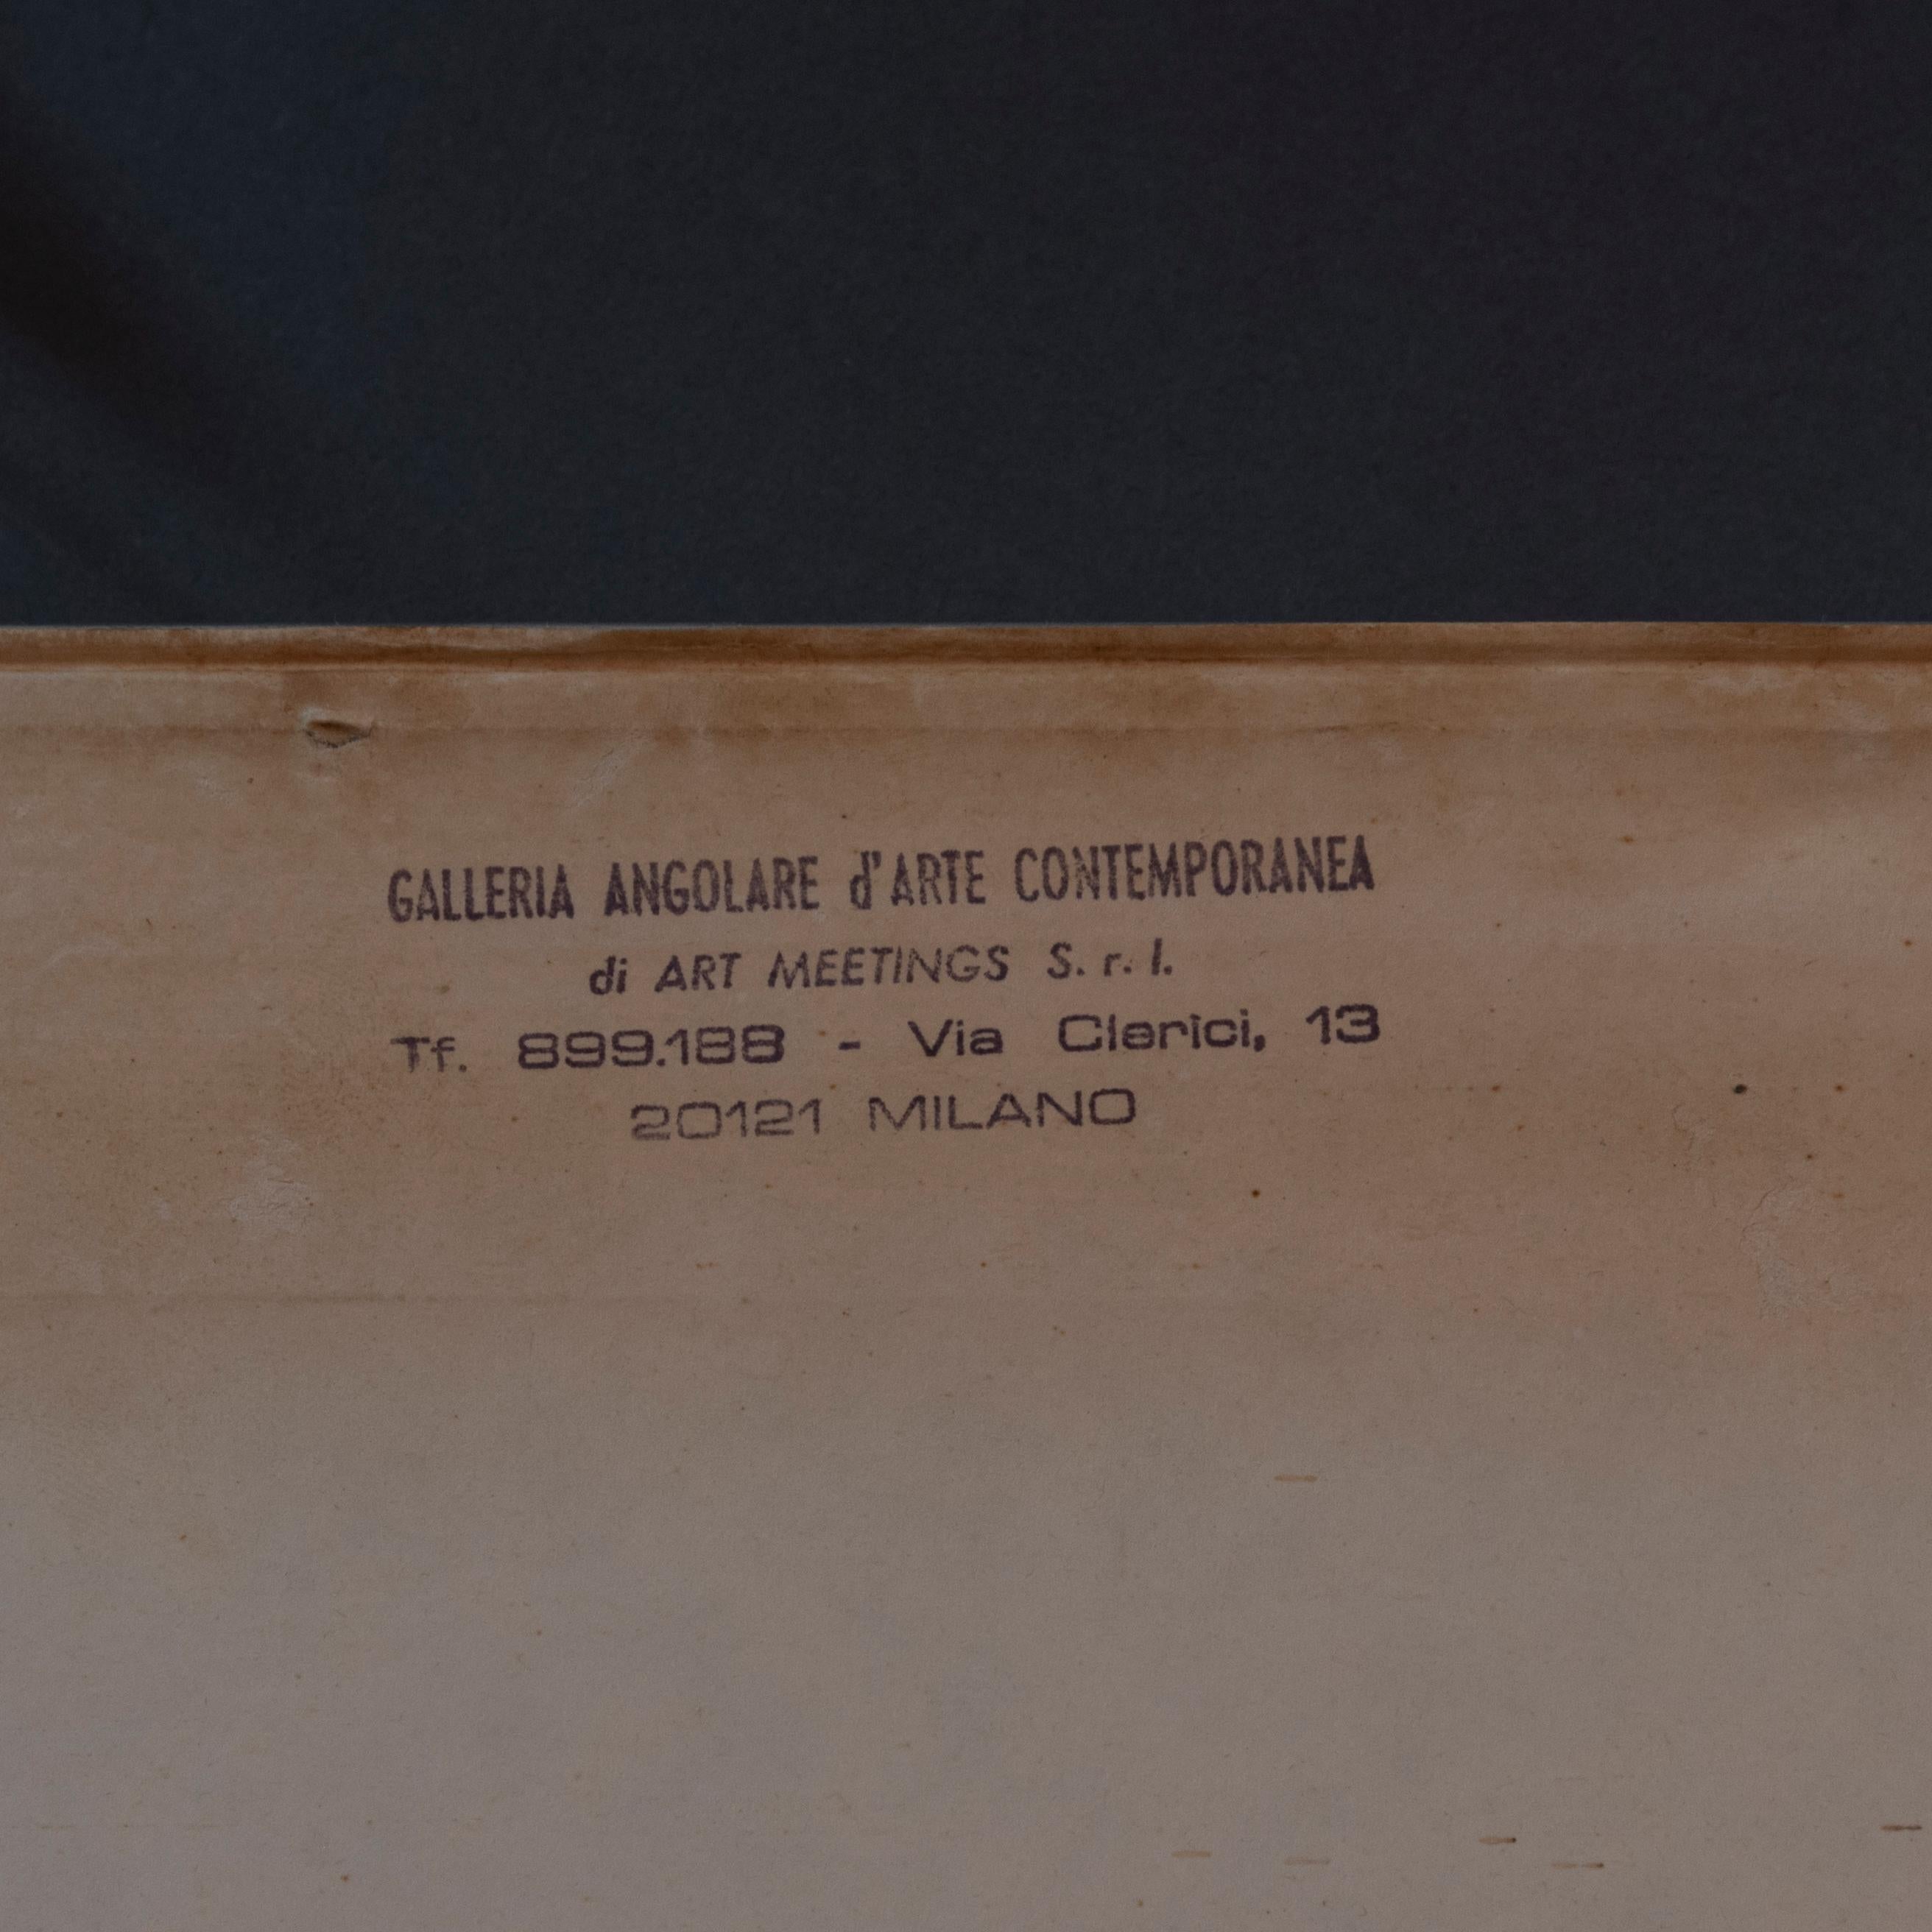 GALLERIA ANGOLARE d'ARTE CONTEMPORANEA
di ART MEETINGS S. r. l.
Tf. 899.188 - Via Clerici, 13
20121 MILANO